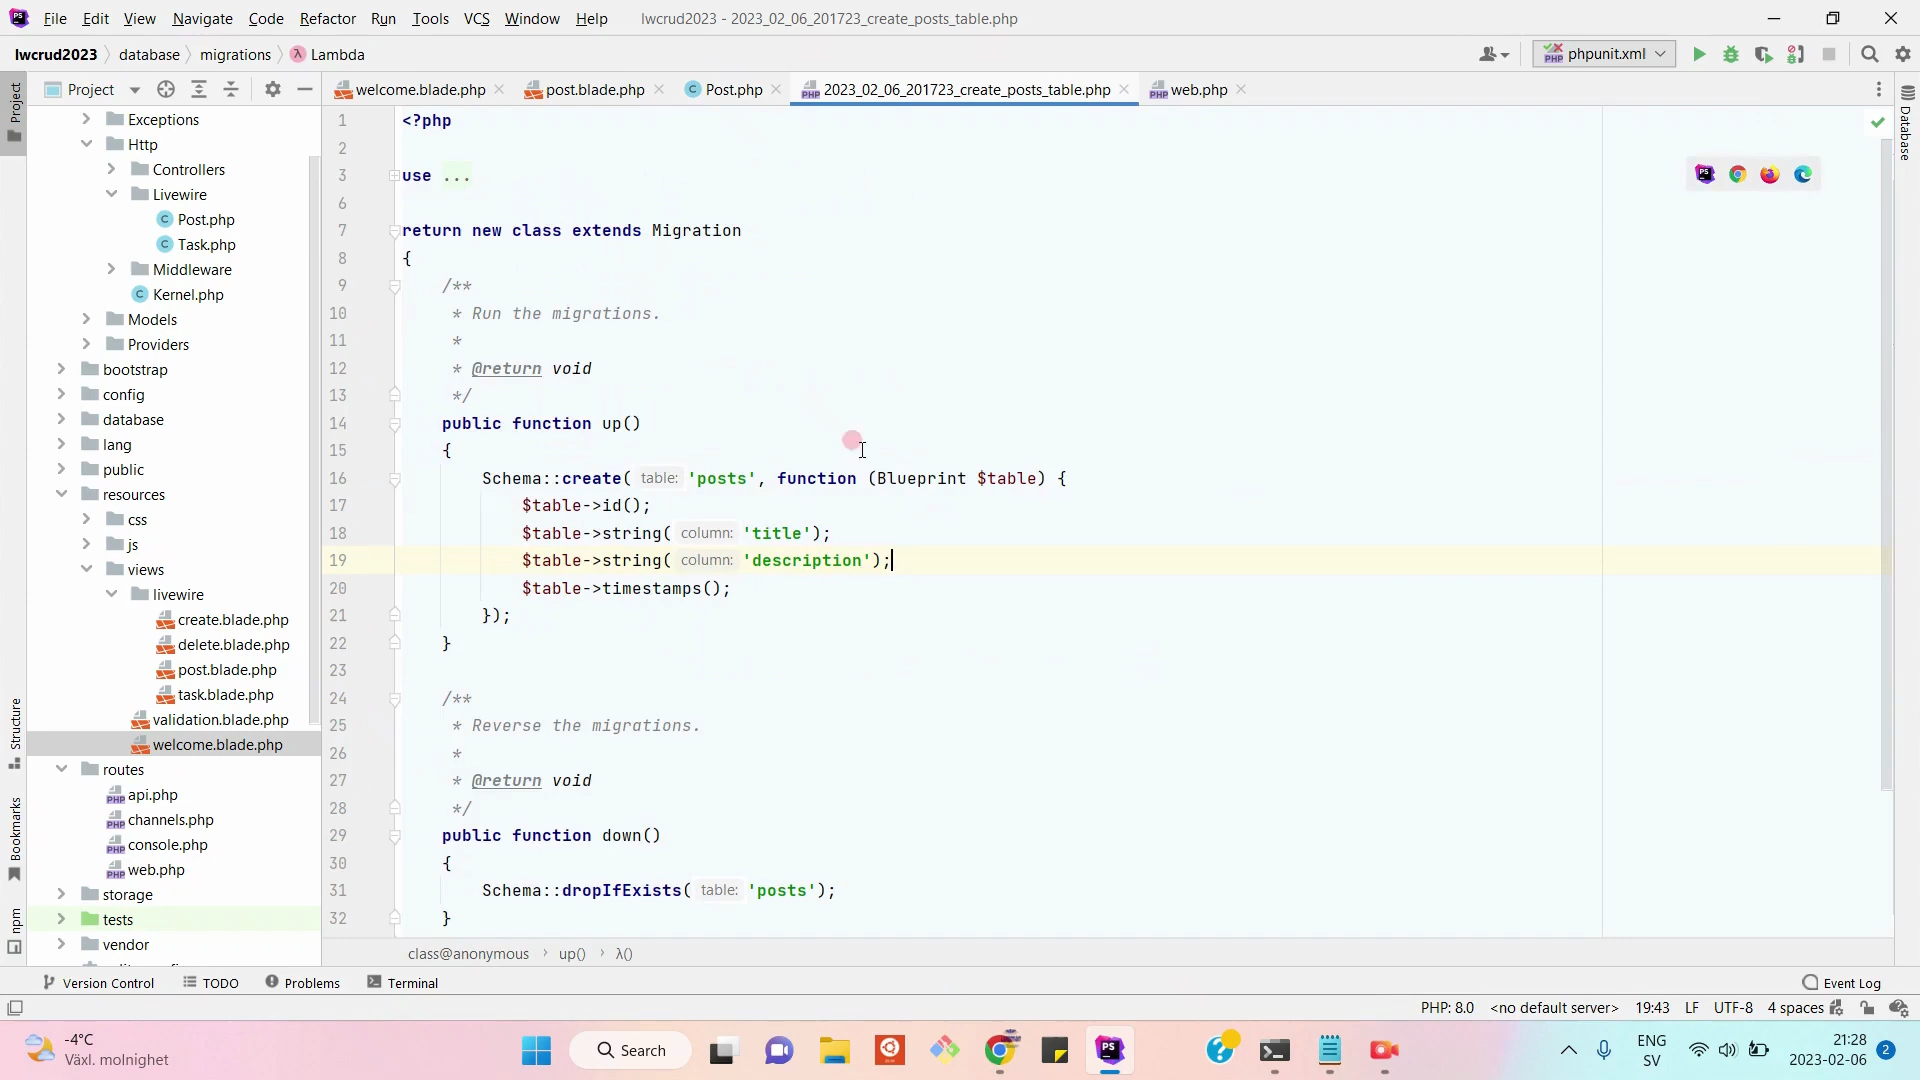 File Edit View Navigate Code Refactor Run Tools VCS Window Help lwcrud2023 - 2023_02_06_201723_create_posts_table.php
lwcrud2023 database migrations λ Lambda phpunit.xml
Project
welcome.blade.php post.blade.php Post.php 2023_02_06_201723_create_posts_table.php web.php
Project
Structure
Bookmarks
npm
Database
Exceptions
Http
Controllers
Livewire
Post.php
Task.php
Middleware
Kernel.php
Models
Providers
bootstrap
config
database
lang
public
resources
css
js
views
livewire
create.blade.php
delete.blade.php
post.blade.php
task.blade.php
validation.blade.php
welcome.blade.php
routes
api.php
channels.php
console.php
web.php
storage
tests
vendor
1 <?php
2
3 use ...
6
7 return new class extends Migration
8 {
9 /**
10 * Run the migrations.
11 *
12 * @return void
13 */
14 public function up()
15 {
16 Schema::create( table: 'posts', function (Blueprint $table) {
17 $table->id();
18 $table->string( column: 'title');
19 $table->string( column: 'description');
20 $table->timestamps();
21 });
22 }
23
24 /**
25 * Reverse the migrations.
26 *
27 * @return void
28 */
29 public function down()
30 {
31 Schema::dropIfExists( table: 'posts');
32 }
class@anonymous up() λ()
Version Control TODO Problems Terminal Event Log
PHP: 8.0 <no default server> 19:43 LF UTF-8 4 spaces
-4°C
Växl. molnighet
Search
ENG
SV
21:28
2023-02-06
2